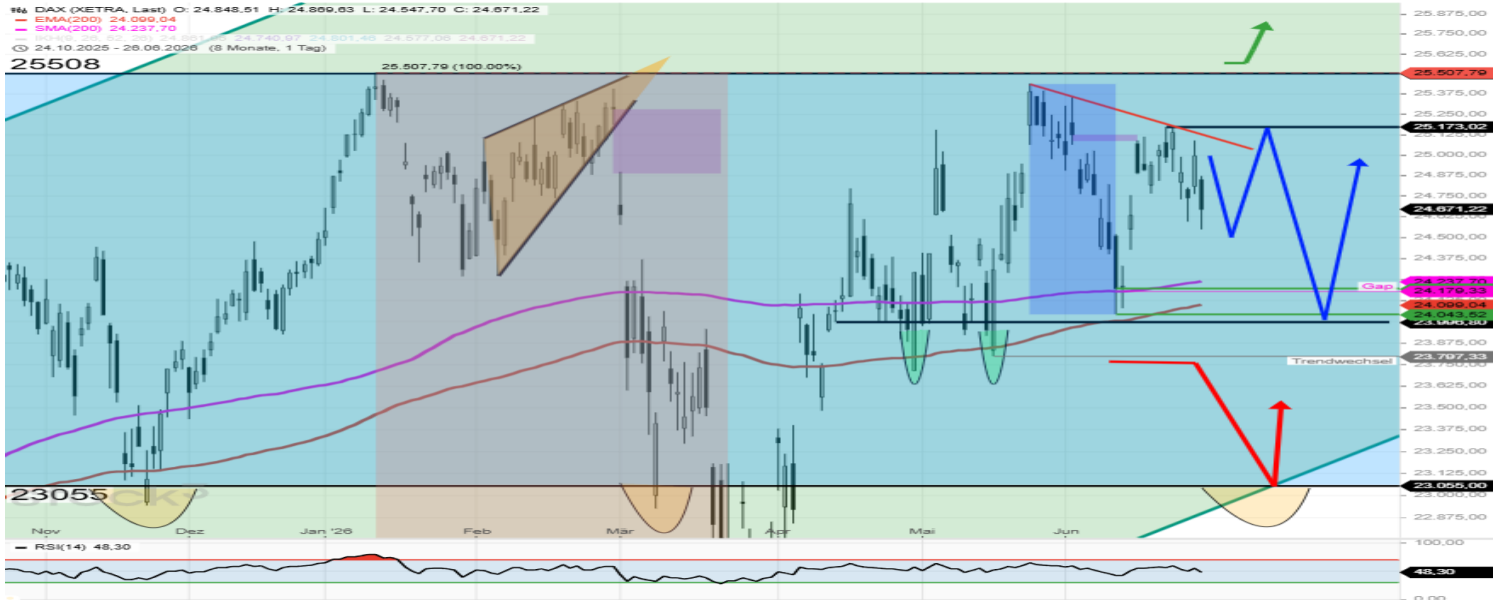 DAX (XETRA, Last) O: 24.848,51 H: 24.869,63 L: 24.547,70 C: 24.671,22
EMA(200) 24.099,04
SMA(200) 24.237,70
24.10.2025 - 26.06.2026 (8 Monate, 1 Tag)
25508
25.507,79 (100.00%)
25.875,00
25.750,00
25.625,00
25.507,79
25.375,00
25.250,00
25.173,02
25.125,00
25.000,00
24.875,00
24.750,00
24.671,22
24.500,00
24.375,00
24.237,70
Gap
24.179,33
24.099,04
24.043,52
23.875,00
23.797,33
Trendwechsel
23.625,00
23.500,00
23.375,00
23.250,00
23.125,00
23055
23.055,00
23.000,00
22.875,00
Nov
Dez
Jan '26
Feb
Mär
Apr
Mai
Jun
RSI(14) 48,30
100,00
48,30
0,00